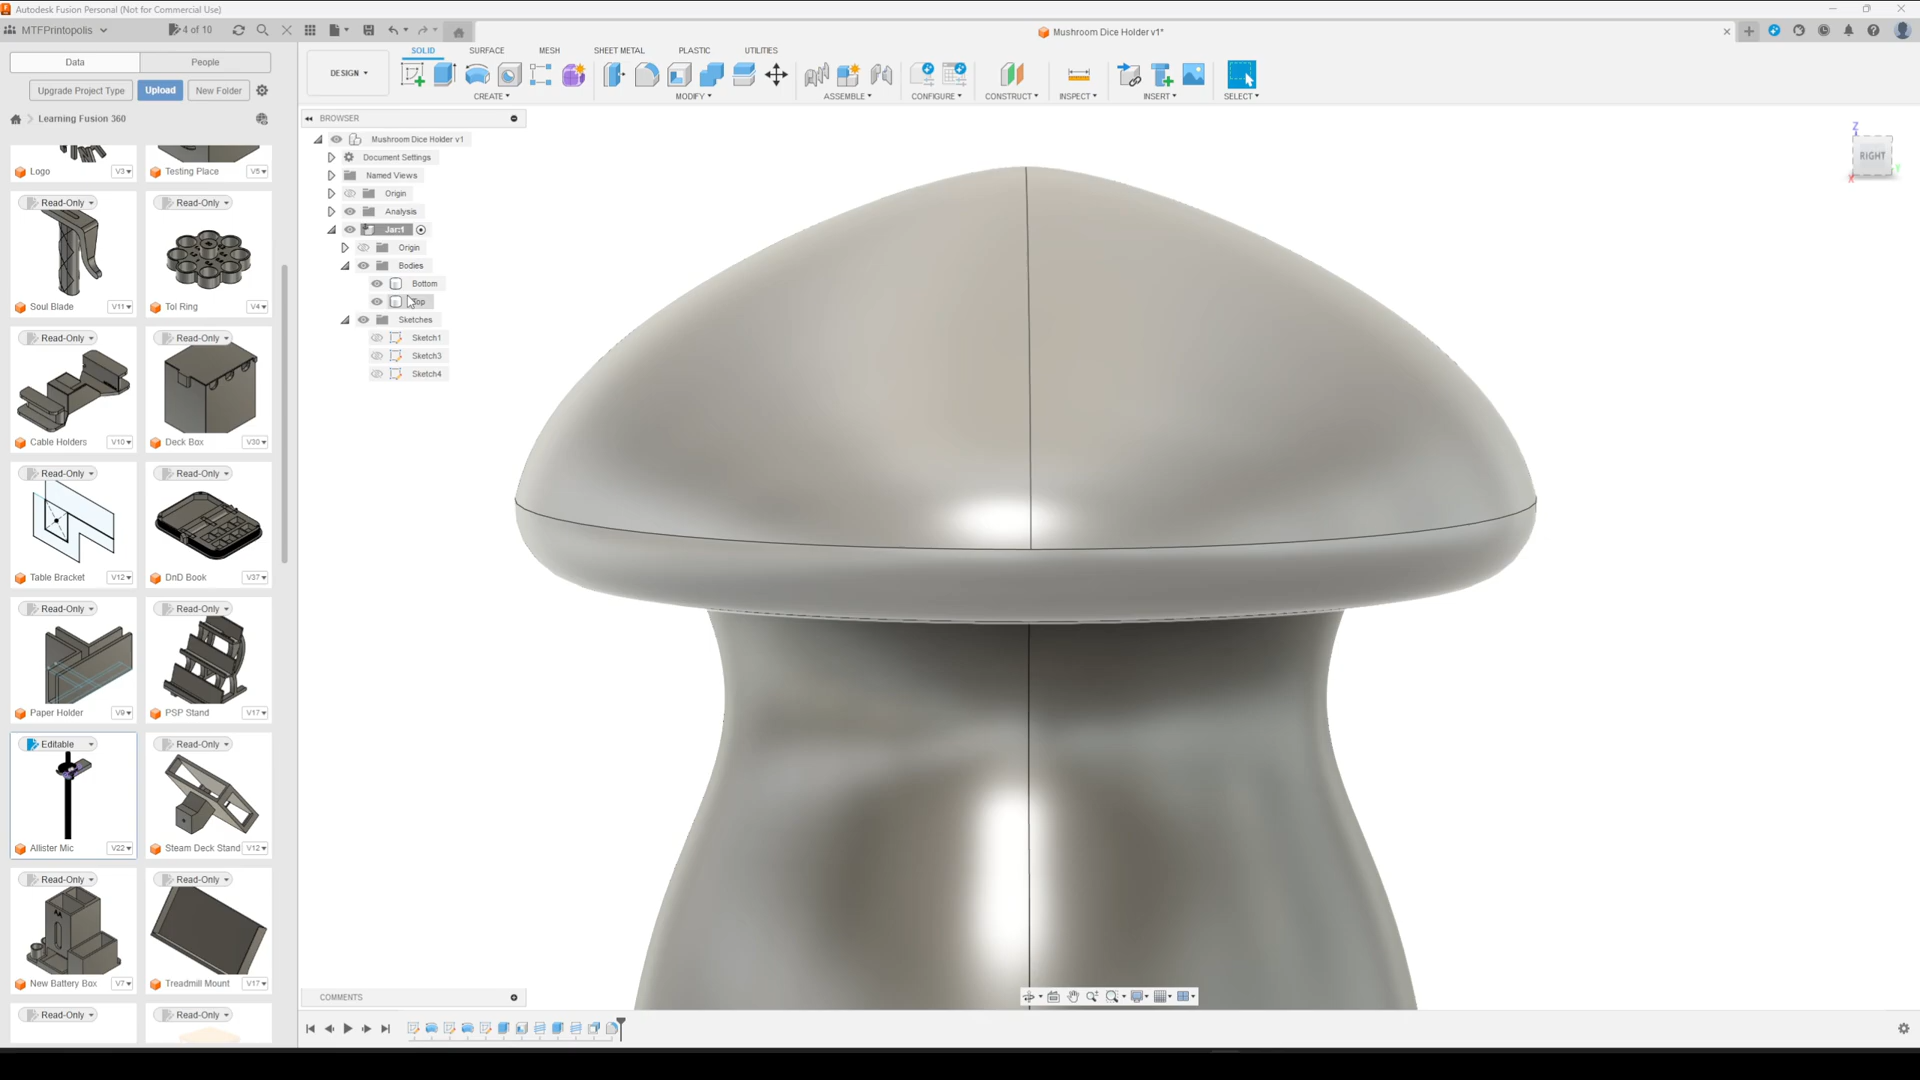 Autodesk Fusion Personal (Not for Commercial Use)
MTFPrintopolis
4 of 10
Mushroom Dice Holder v1*
Data
People
Upgrade Project Type
Upload
New Folder
Learning Fusion 360
DESIGN
SOLID
SURFACE
MESH
SHEET METAL
PLASTIC
UTILITIES
CREATE
MODIFY
ASSEMBLE
CONFIGURE
CONSTRUCT
INSPECT
INSERT
SELECT
BROWSER
Mushroom Dice Holder v1
Document Settings
Named Views
Origin
Analysis
Jar:1
Origin
Bodies
Bottom
Top
Sketches
Sketch1
Sketch3
Sketch4
Z
RIGHT
X
Y
Logo
V3
Testing Place
V5
Read-Only
Read-Only
Soul Blade
V11
Tol Ring
V4
Read-Only
Read-Only
Cable Holders
V10
Deck Box
V30
Read-Only
Read-Only
Table Bracket
V12
DnD Book
V37
Read-Only
Read-Only
Paper Holder
V9
PSP Stand
V17
Editable
Read-Only
Allister Mic
V22
Steam Deck Stand
V12
Read-Only
Read-Only
New Battery Box
V7
Treadmill Mount
V17
Read-Only
Read-Only
COMMENTS